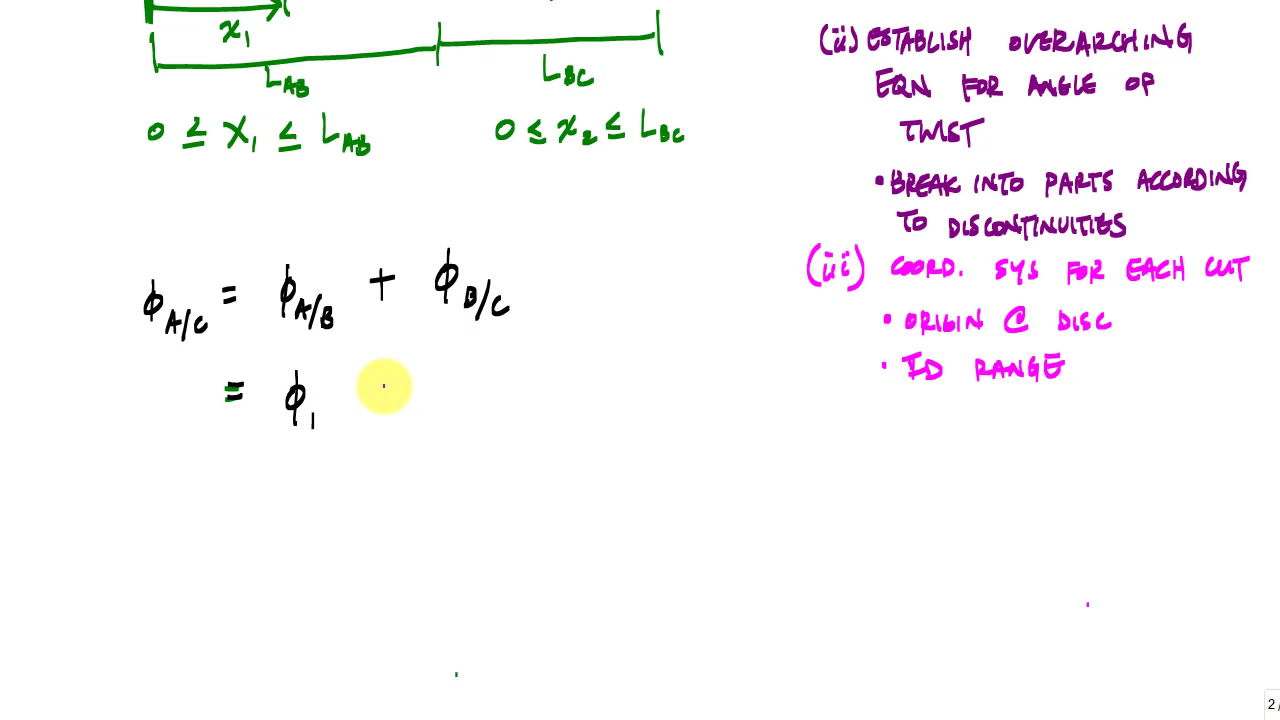 x₁
L_AB
L_BC
0 ≤ x₁ ≤ L_AB
0 ≤ x₂ ≤ L_BC
ϕ_A/C = ϕ_A/B + ϕ_B/C
= ϕ₁
(ii) ESTABLISH OVERARCHING
EQN FOR ANGLE OF
TWIST
• BREAK INTO PARTS ACCORDING
TO DISCONTINUITIES
(iii) COORD. SYS FOR EACH CUT
• ORIGIN @ DISC
• ID RANGE
2/